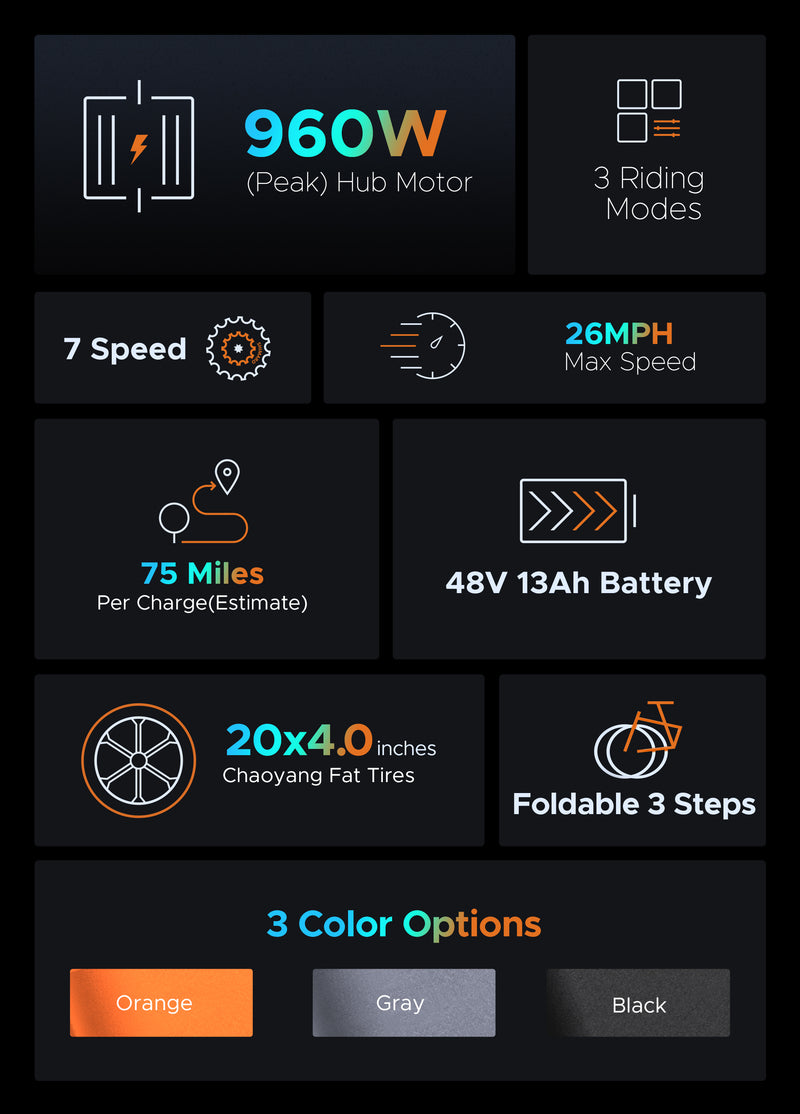 960W
(Peak) Hub Motor
3 Riding
Modes
7 Speed
26MPH
Max Speed
75 Miles
Per Charge(Estimate)
48V 13Ah Battery
20x4.0 inches
Chaoyang Fat Tires
Foldable 3 Steps
3 Color Options
Orange
Gray
Black